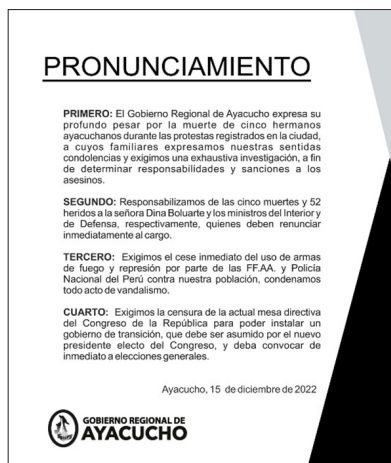 PRONUNCIAMIENTO
PRIMERO: El Gobierno Regional de Ayacucho expresa su
profundo pesar por la muerte de cinco hermanos
ayacuchanos durante las protestas registrados en la ciudad,
a cuyos familiares expresamos nuestras sentidas
condolencias y exigimos una exhaustiva investigación, a fin
de determinar responsabilidades y sanciones a los
asesinos.
SEGUNDO: Responsabilizamos de las cinco muertes y 52
heridos a la señora Dina Boluarte y los ministros del Interior y
de Defensa, respectivamente, quienes deben renunciar
inmediatamente al cargo.
TERCERO: Exigimos el cese inmediato del uso de armas
de fuego y represión por parte de las FF.AA. y Policía
Nacional del Perú contra nuestra población, condenamos
todo acto de vandalismo.
CUARTO: Exigimos la censura de la actual mesa directiva
del Congreso de la República para poder instalar un
gobierno de transición, que debe ser asumido por el nuevo
presidente electo del Congreso, y deba convocar de
inmediato a elecciones generales.
Ayacucho, 15 de diciembre de 2022
GOBIERNO REGIONAL DE
AYACUCHO